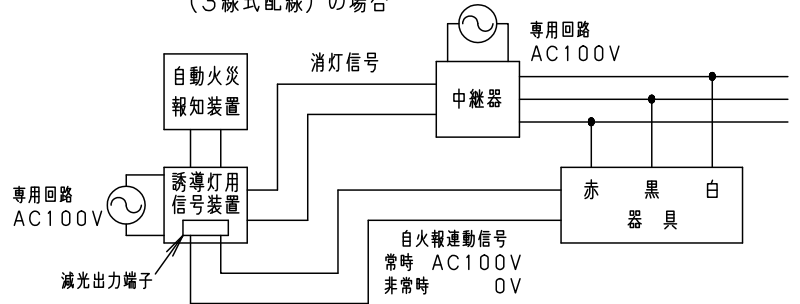 (3線式配線)の場合
専用回路
AC100V
消灯信号
自動火災
報知装置
中継器
誘導灯用
信号装置
専用回路
AC100V
赤 黒 白
器具
自火報連動信号
常時 AC100V
非常時 0V
減光出力端子